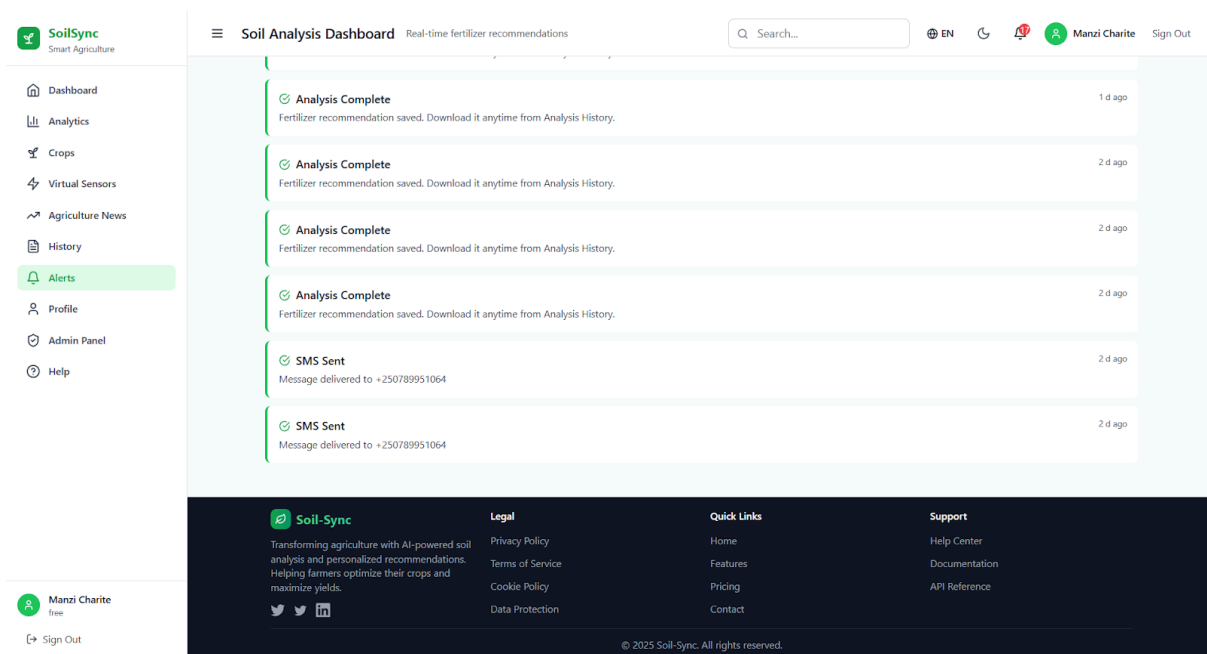 SoilSync
Smart Agriculture
Soil Analysis Dashboard
Real-time fertilizer recommendations
Search...
EN
17
Manzi Charite
Sign Out
Dashboard
Analytics
Crops
Virtual Sensors
Agriculture News
History
Alerts
Profile
Admin Panel
Help
Manzi Charite
free
Sign Out
Analysis Complete
1 d ago
Fertilizer recommendation saved. Download it anytime from Analysis History.
Analysis Complete
2 d ago
Fertilizer recommendation saved. Download it anytime from Analysis History.
Analysis Complete
2 d ago
Fertilizer recommendation saved. Download it anytime from Analysis History.
Analysis Complete
2 d ago
Fertilizer recommendation saved. Download it anytime from Analysis History.
SMS Sent
2 d ago
Message delivered to +250789951064
SMS Sent
2 d ago
Message delivered to +250789951064
Soil-Sync
Transforming agriculture with AI-powered soil
analysis and personalized recommendations.
Helping farmers optimize their crops and
maximize yields.
Legal
Privacy Policy
Terms of Service
Cookie Policy
Data Protection
Quick Links
Home
Features
Pricing
Contact
Support
Help Center
Documentation
API Reference
© 2025 Soil-Sync. All rights reserved.